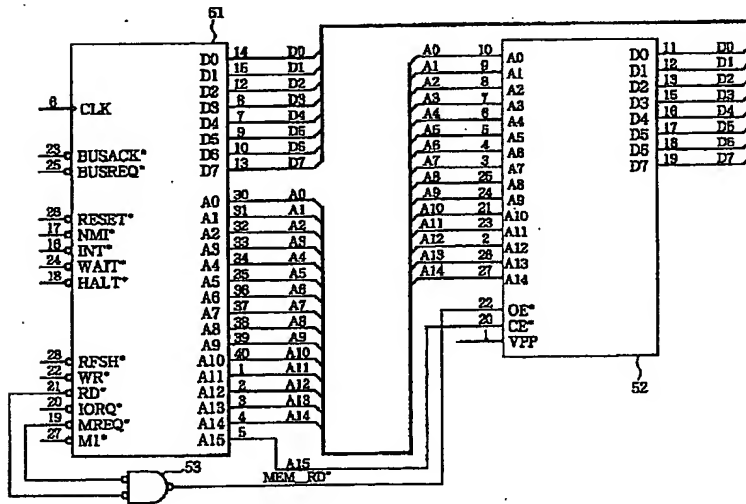 51
14 D0 D0
15 D1 D1
12 D2 D2
8 D3 D3
7 D4 D4
9 D5 D5
10 D6 D6
13 D7 D7
6 CLK
23 BUSACK*
25 BUSREQ*
RESET*
17 NMI*
16 INT*
24 WAIT*
18 HALT*
28 RFSH*
22 WR*
21 RD*
20 IORQ*
19 MREQ*
27 M1*
A0 30 A0
A1 31 A1
A2 32 A2
A3 33 A3
A4 34 A4
A5 35 A5
A6 36 A6
A7 37 A7
A8 38 A8
A9 39 A9
A10 40 A10
A11 1 A11
A12 2 A12
A13 3 A13
A14 4 A14
A15 5
A15
MEM_RD*
53
A0 10 A0
A1 9 A1
A2 8 A2
A3 7 A3
A4 6 A4
A5 5 A5
A6 4 A6
A7 3 A7
A8 25 A8
A9 24 A9
A10 21 A10
A11 23 A11
A12 2 A12
A13 26 A13
A14 27 A14
22 OE*
20 CE*
1 VPP
D0 11 D0
D1 12 D1
D2 13 D2
D3 15 D3
D4 16 D4
D5 17 D5
D6 18 D6
D7 19 D7
52